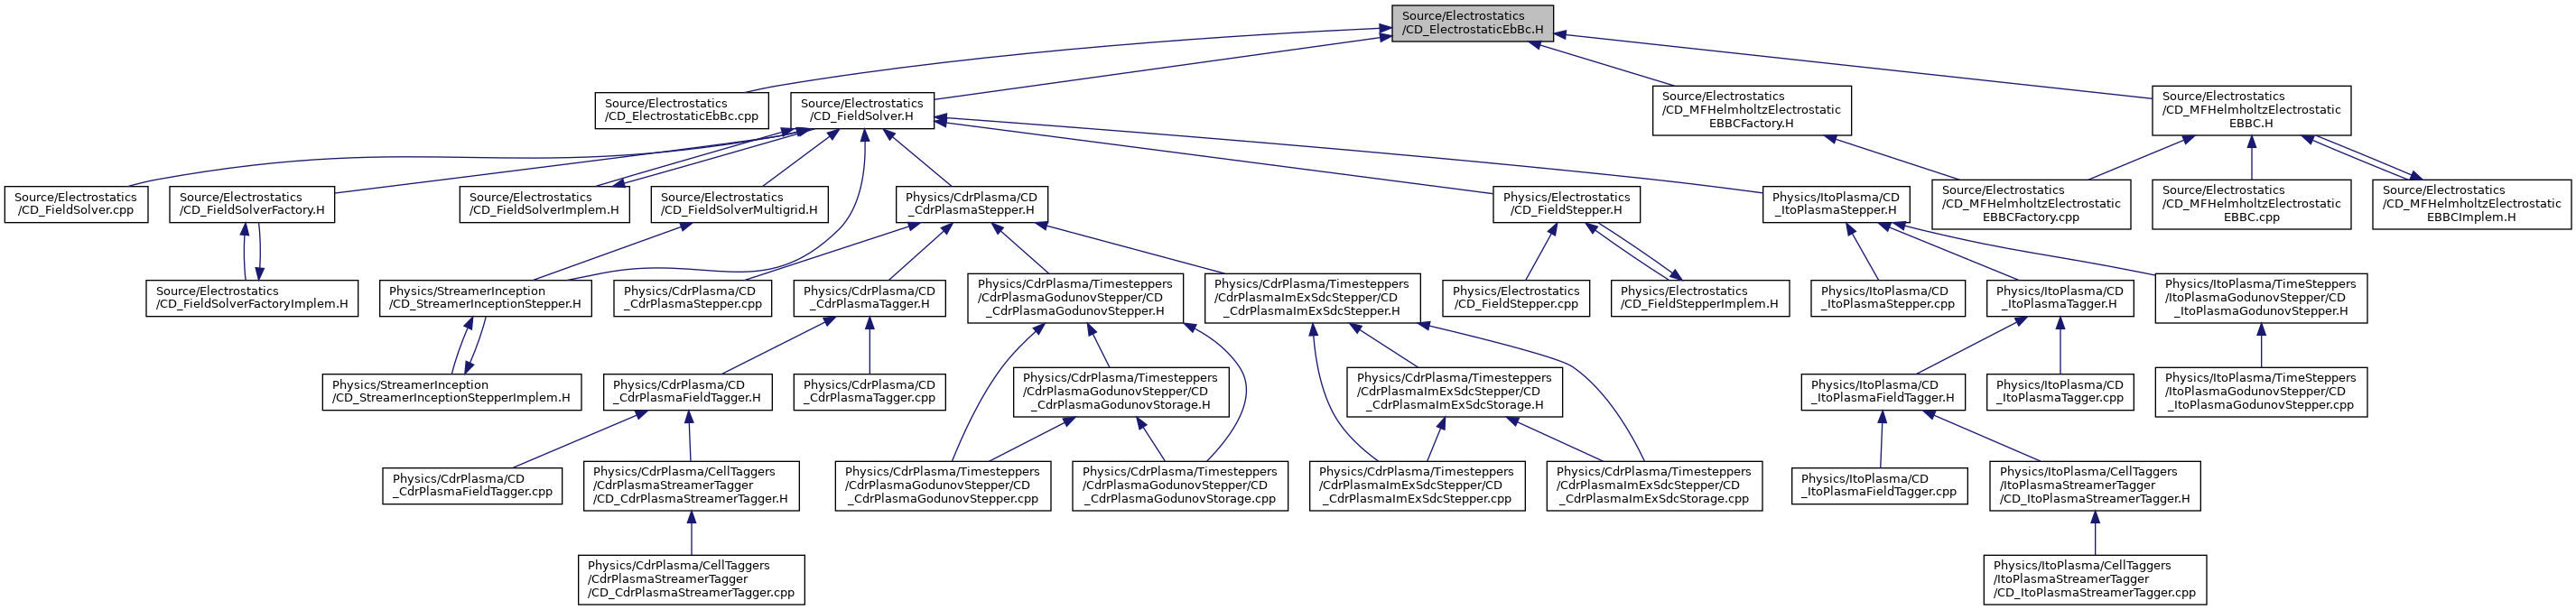 Source/Electrostatics
/CD_ElectrostaticEbBc.H
Source/Electrostatics
/CD_ElectrostaticEbBc.cpp
Source/Electrostatics
/CD_FieldSolver.H
Source/Electrostatics
/CD_MFHelmholtzElectrostatic
EBBCFactory.H
Source/Electrostatics
/CD_MFHelmholtzElectrostatic
EBBC.H
Source/Electrostatics
/CD_FieldSolver.cpp
Source/Electrostatics
/CD_FieldSolverFactory.H
Source/Electrostatics
/CD_FieldSolverImplem.H
Source/Electrostatics
/CD_FieldSolverMultigrid.H
Physics/CdrPlasma/CD
_CdrPlasmaStepper.H
Physics/Electrostatics
/CD_FieldStepper.H
Physics/ItoPlasma/CD
_ItoPlasmaStepper.H
Source/Electrostatics
/CD_MFHelmholtzElectrostatic
EBBCFactory.cpp
Source/Electrostatics
/CD_MFHelmholtzElectrostatic
EBBC.cpp
Source/Electrostatics
/CD_MFHelmholtzElectrostatic
EBBCImplem.H
Source/Electrostatics
/CD_FieldSolverFactoryImplem.H
Physics/StreamerInception
/CD_StreamerInceptionStepper.H
Physics/CdrPlasma/CD
_CdrPlasmaStepper.cpp
Physics/CdrPlasma/CD
_CdrPlasmaTagger.H
Physics/CdrPlasma/Timesteppers
/CdrPlasmaGodunovStepper/CD
_CdrPlasmaGodunovStepper.H
Physics/CdrPlasma/Timesteppers
/CdrPlasmaImExSdcStepper/CD
_CdrPlasmaImExSdcStepper.H
Physics/Electrostatics
/CD_FieldStepper.cpp
Physics/Electrostatics
/CD_FieldStepperImplem.H
Physics/ItoPlasma/CD
_ItoPlasmaStepper.cpp
Physics/ItoPlasma/CD
_ItoPlasmaTagger.H
Physics/ItoPlasma/TimeSteppers
/ItoPlasmaGodunovStepper/CD
_ItoPlasmaGodunovStepper.H
Physics/StreamerInception
/CD_StreamerInceptionStepperImplem.H
Physics/CdrPlasma/CD
_CdrPlasmaFieldTagger.H
Physics/CdrPlasma/CD
_CdrPlasmaTagger.cpp
Physics/CdrPlasma/Timesteppers
/CdrPlasmaGodunovStepper/CD
_CdrPlasmaGodunovStorage.H
Physics/CdrPlasma/Timesteppers
/CdrPlasmaImExSdcStepper/CD
_CdrPlasmaImExSdcStorage.H
Physics/ItoPlasma/CD
_ItoPlasmaFieldTagger.H
Physics/ItoPlasma/CD
_ItoPlasmaTagger.cpp
Physics/ItoPlasma/TimeSteppers
/ItoPlasmaGodunovStepper/CD
_ItoPlasmaGodunovStepper.cpp
Physics/CdrPlasma/CD
_CdrPlasmaFieldTagger.cpp
Physics/CdrPlasma/CellTaggers
/CdrPlasmaStreamerTagger
/CD_CdrPlasmaStreamerTagger.H
Physics/CdrPlasma/Timesteppers
/CdrPlasmaGodunovStepper/CD
_CdrPlasmaGodunovStepper.cpp
Physics/CdrPlasma/Timesteppers
/CdrPlasmaGodunovStepper/CD
_CdrPlasmaGodunovStorage.cpp
Physics/CdrPlasma/Timesteppers
/CdrPlasmaImExSdcStepper/CD
_CdrPlasmaImExSdcStepper.cpp
Physics/CdrPlasma/Timesteppers
/CdrPlasmaImExSdcStepper/CD
_CdrPlasmaImExSdcStorage.cpp
Physics/ItoPlasma/CD
_ItoPlasmaFieldTagger.cpp
Physics/ItoPlasma/CellTaggers
/ItoPlasmaStreamerTagger
/CD_ItoPlasmaStreamerTagger.H
Physics/CdrPlasma/CellTaggers
/CdrPlasmaStreamerTagger
/CD_CdrPlasmaStreamerTagger.cpp
Physics/ItoPlasma/CellTaggers
/ItoPlasmaStreamerTagger
/CD_ItoPlasmaStreamerTagger.cpp